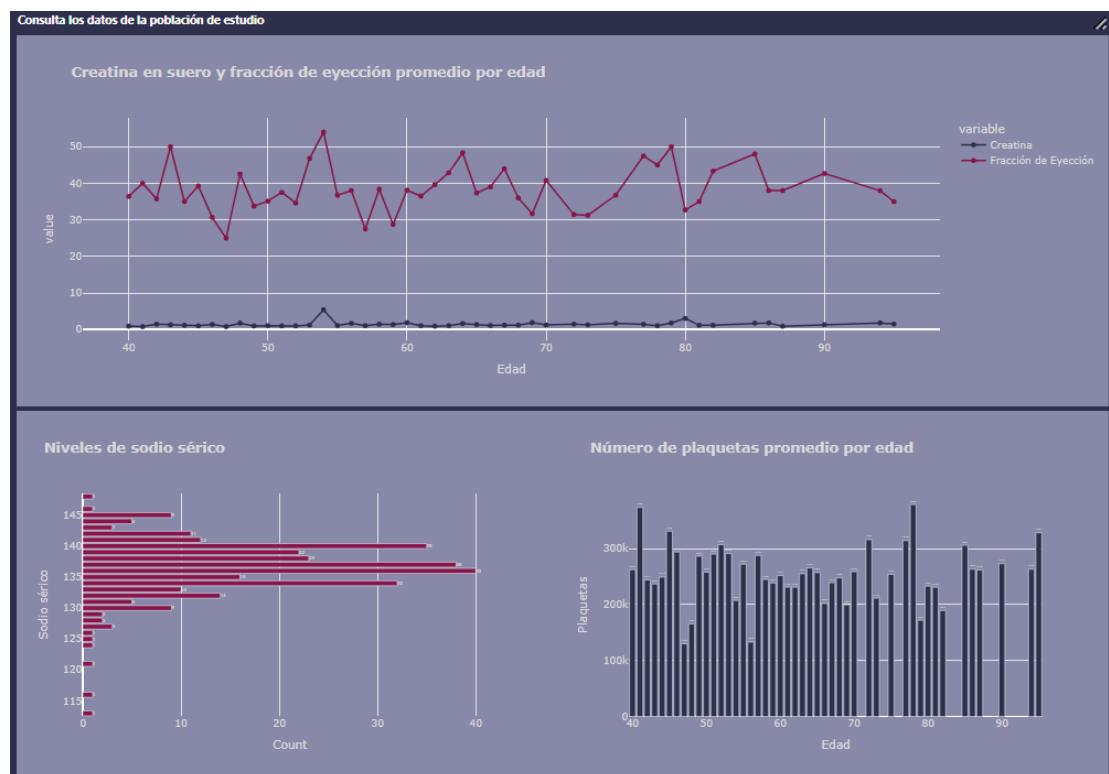 Consulta los datos de la población de estudio
Creatina en suero y fracción de eyección promedio por edad
variable
Creatina
Fracción de Eyección
value
50
40
30
20
10
0
40 50 60 70 80 90
Edad
Niveles de sodio sérico
Sodio sérico
145
140
135
130
125
120
115
0 10 20 30 40
Count
Número de plaquetas promedio por edad
Plaquetas
300k
200k
100k
0
40 50 60 70 80 90
Edad